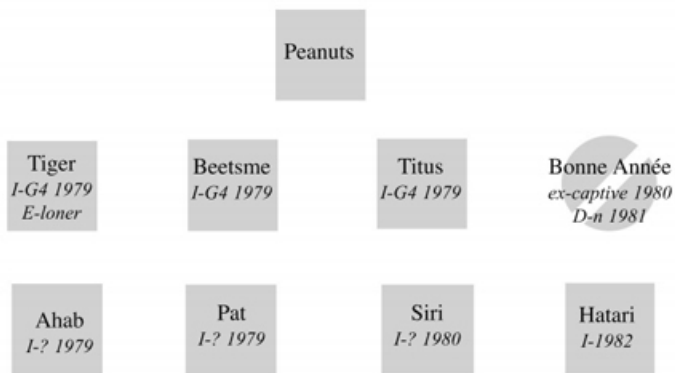 Peanuts
Tiger
I-G4 1979
E-loner
Beetsme
I-G4 1979
Titus
I-G4 1979
Bonne Année
ex-captive 1980
D-n 1981
Ahab
I-? 1979
Pat
I-? 1979
Siri
I-? 1980
Hatari
I-1982